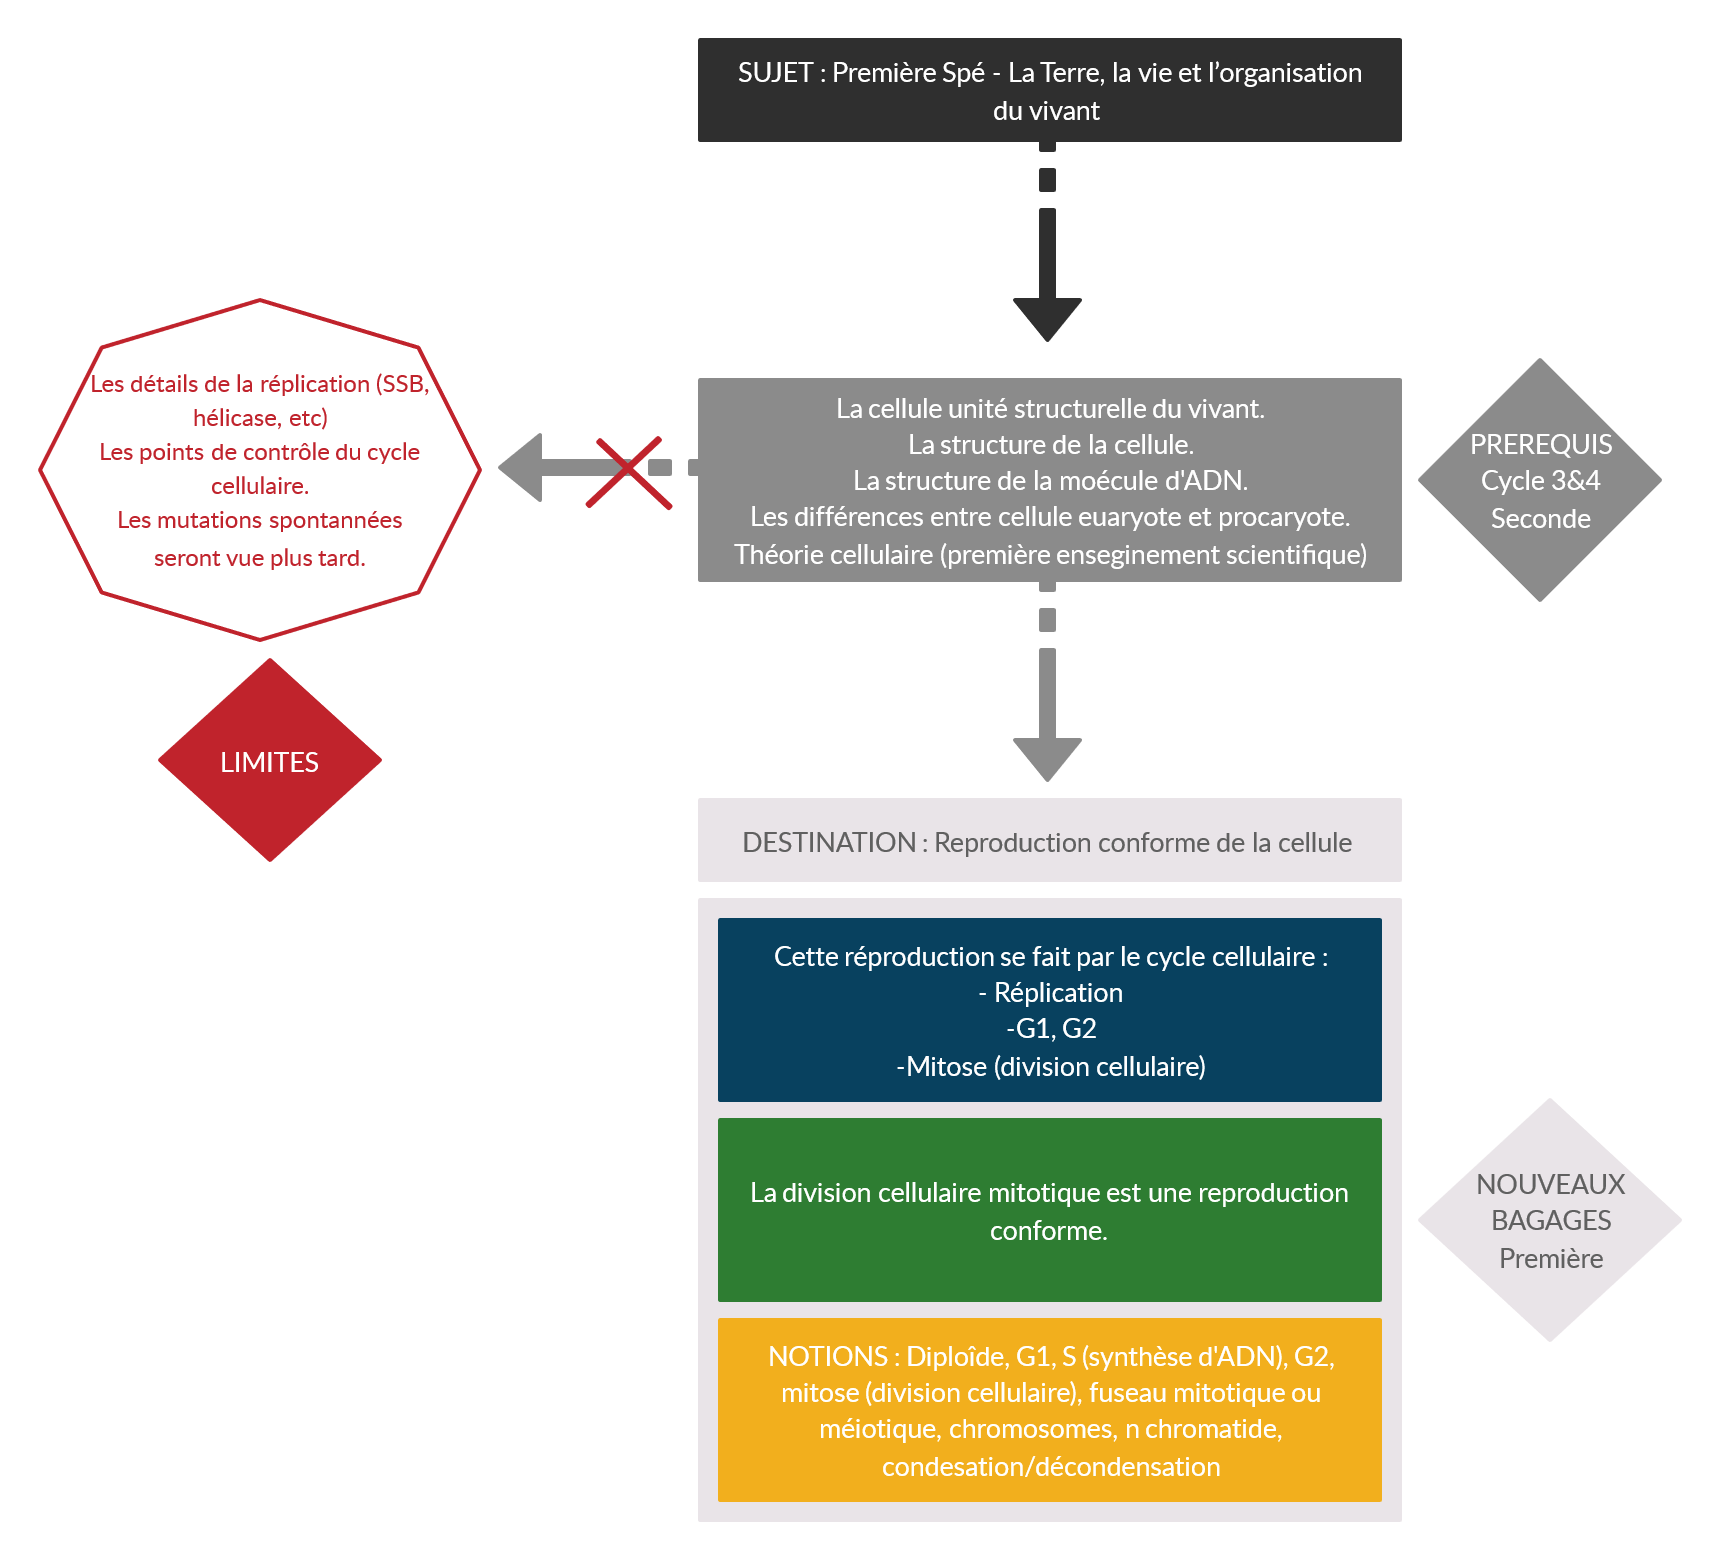 SUJET : Première Spé - La Terre, la vie et l’organisation
du vivant
Les détails de la réplication (SSB,
hélicase, etc)
Les points de contrôle du cycle
cellulaire.
Les mutations spontannées
seront vue plus tard.
LIMITES
La cellule unité structurelle du vivant.
La structure de la cellule.
La structure de la moécule d'ADN.
Les différences entre cellule euaryote et procaryote.
Théorie cellulaire (première enseginement scientifique)
PREREQUIS
Cycle 3&4
Seconde
DESTINATION : Reproduction conforme de la cellule
Cette réproduction se fait par le cycle cellulaire :
- Réplication
-G1, G2
-Mitose (division cellulaire)
La division cellulaire mitotique est une reproduction
conforme.
NOTIONS : Diploîde, G1, S (synthèse d'ADN), G2,
mitose (division cellulaire), fuseau mitotique ou
méiotique, chromosomes, n chromatide,
condesation/décondensation
NOUVEAUX
BAGAGES
Première